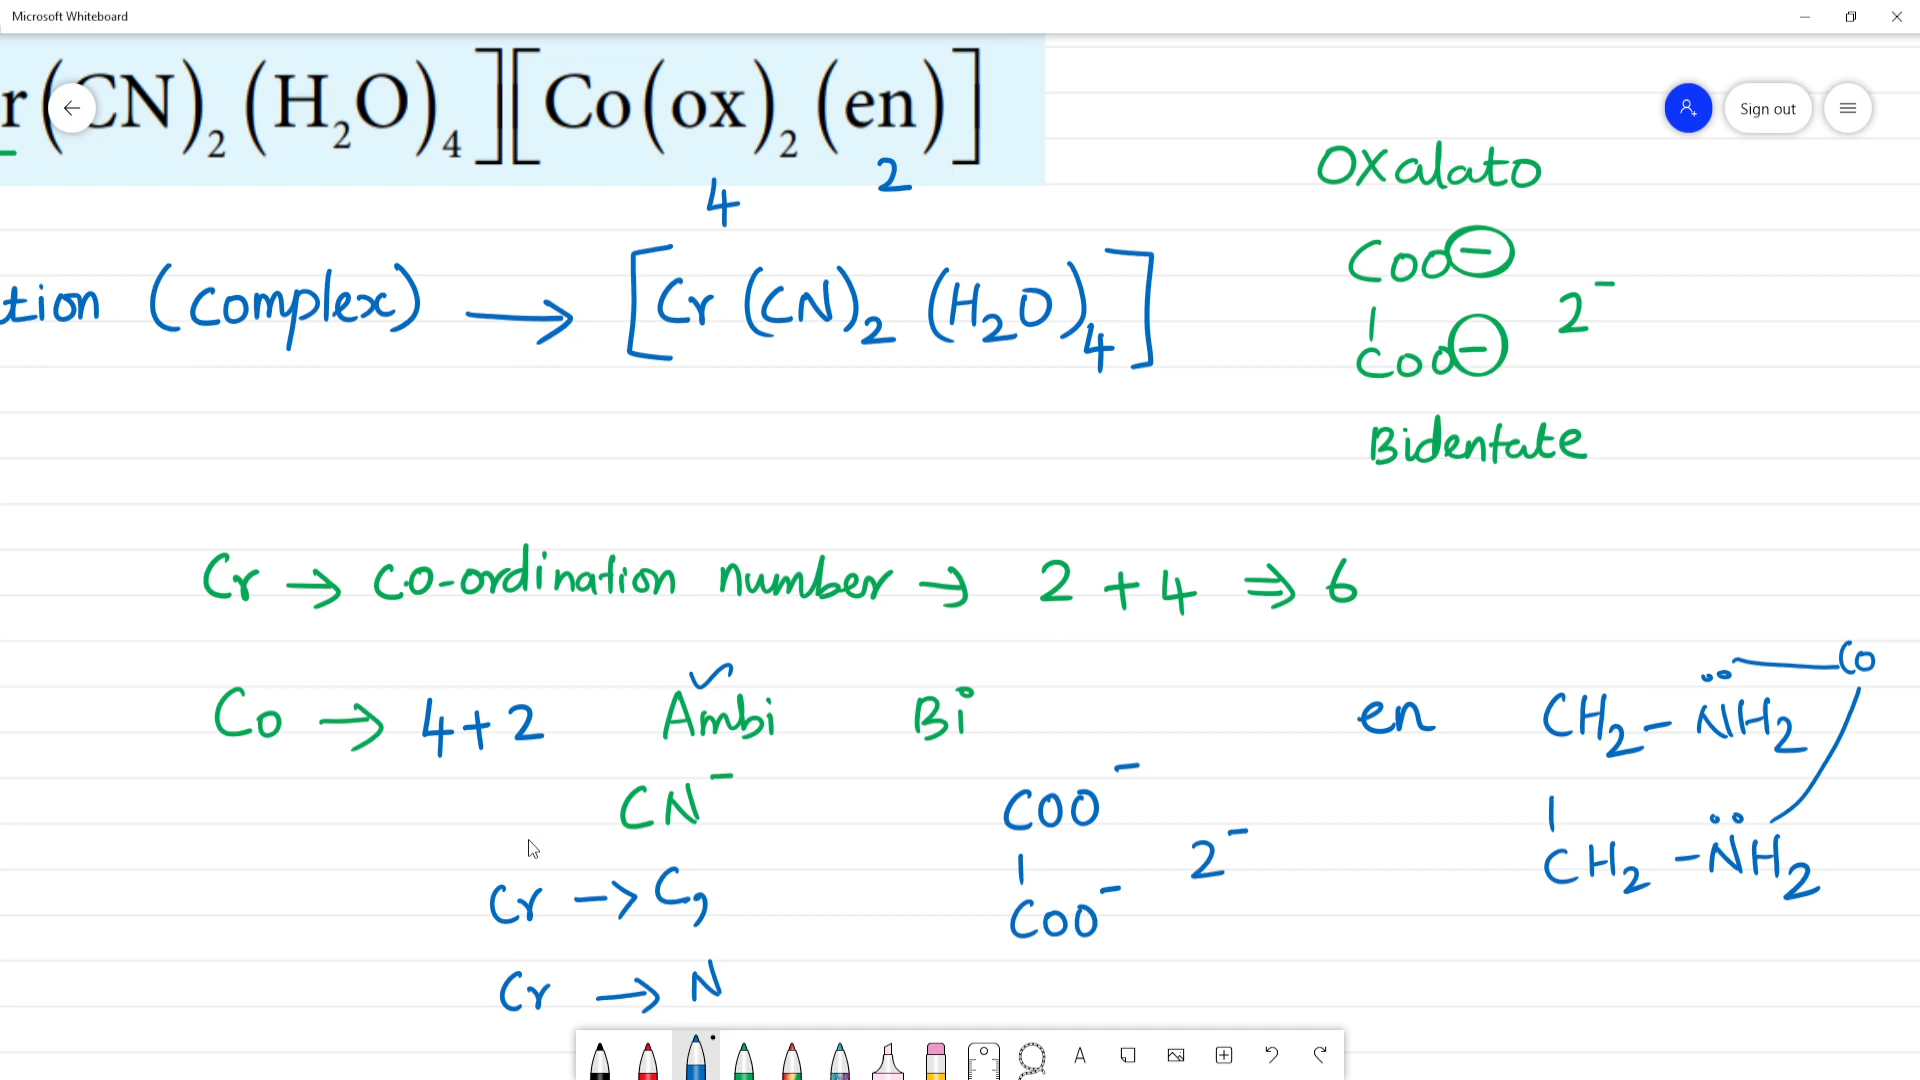 Microsoft Whiteboard
r(CN)₂(H₂O)₄][Co(ox)₂(en)]
Sign out
4 2
Oxalato
tion (complex) → [Cr (CN)₂ (H₂O)₄]
COO⊖
|
COO⊖
2⁻
Bidentate
Cr → co-ordination number → 2 + 4 ⇒ 6
Co → 4+2
Ambi
Bi
CN⁻
Cr → C,
Cr → N
COO⁻
|
COO⁻
2⁻
en
CH₂ - N̈H₂
|
CH₂ - N̈H₂
Co
A